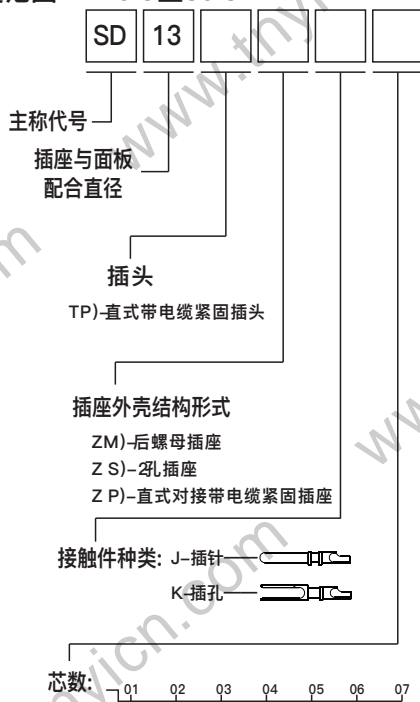 SD 13
主称代号
插座与面板
配合直径
插头
TP)-直式带电缆紧固插头
插座外壳结构形式
ZM)-后螺母插座
Z S)-2孔插座
Z P)-直式对接带电缆紧固插座
接触件种类: J-插针
K-插孔
芯数:
01 02 03 04 05 06 07